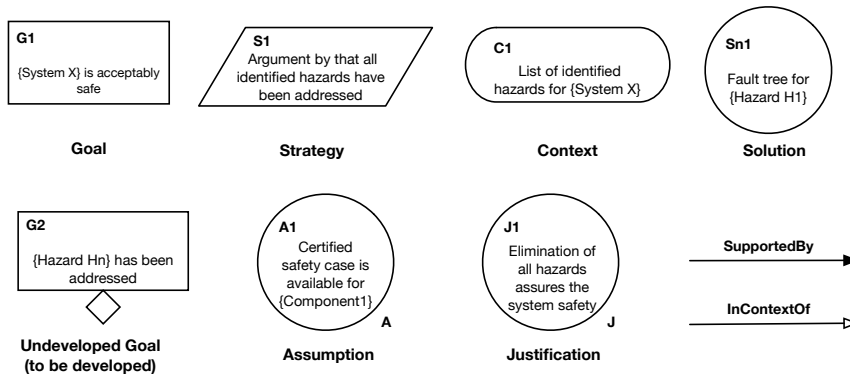 G1
{System X} is acceptably
safe
Goal
S1
Argument by that all
identified hazards have
been addressed
Strategy
C1
List of identified
hazards for {System X}
Context
Sn1
Fault tree for
{Hazard H1}
Solution
G2
{Hazard Hn} has been
addressed
Undeveloped Goal
(to be developed)
A1
Certified
safety case is
available for
{Component1}
A
Assumption
J1
Elimination of
all hazards
assures the
system safety
J
Justification
SupportedBy
InContextOf